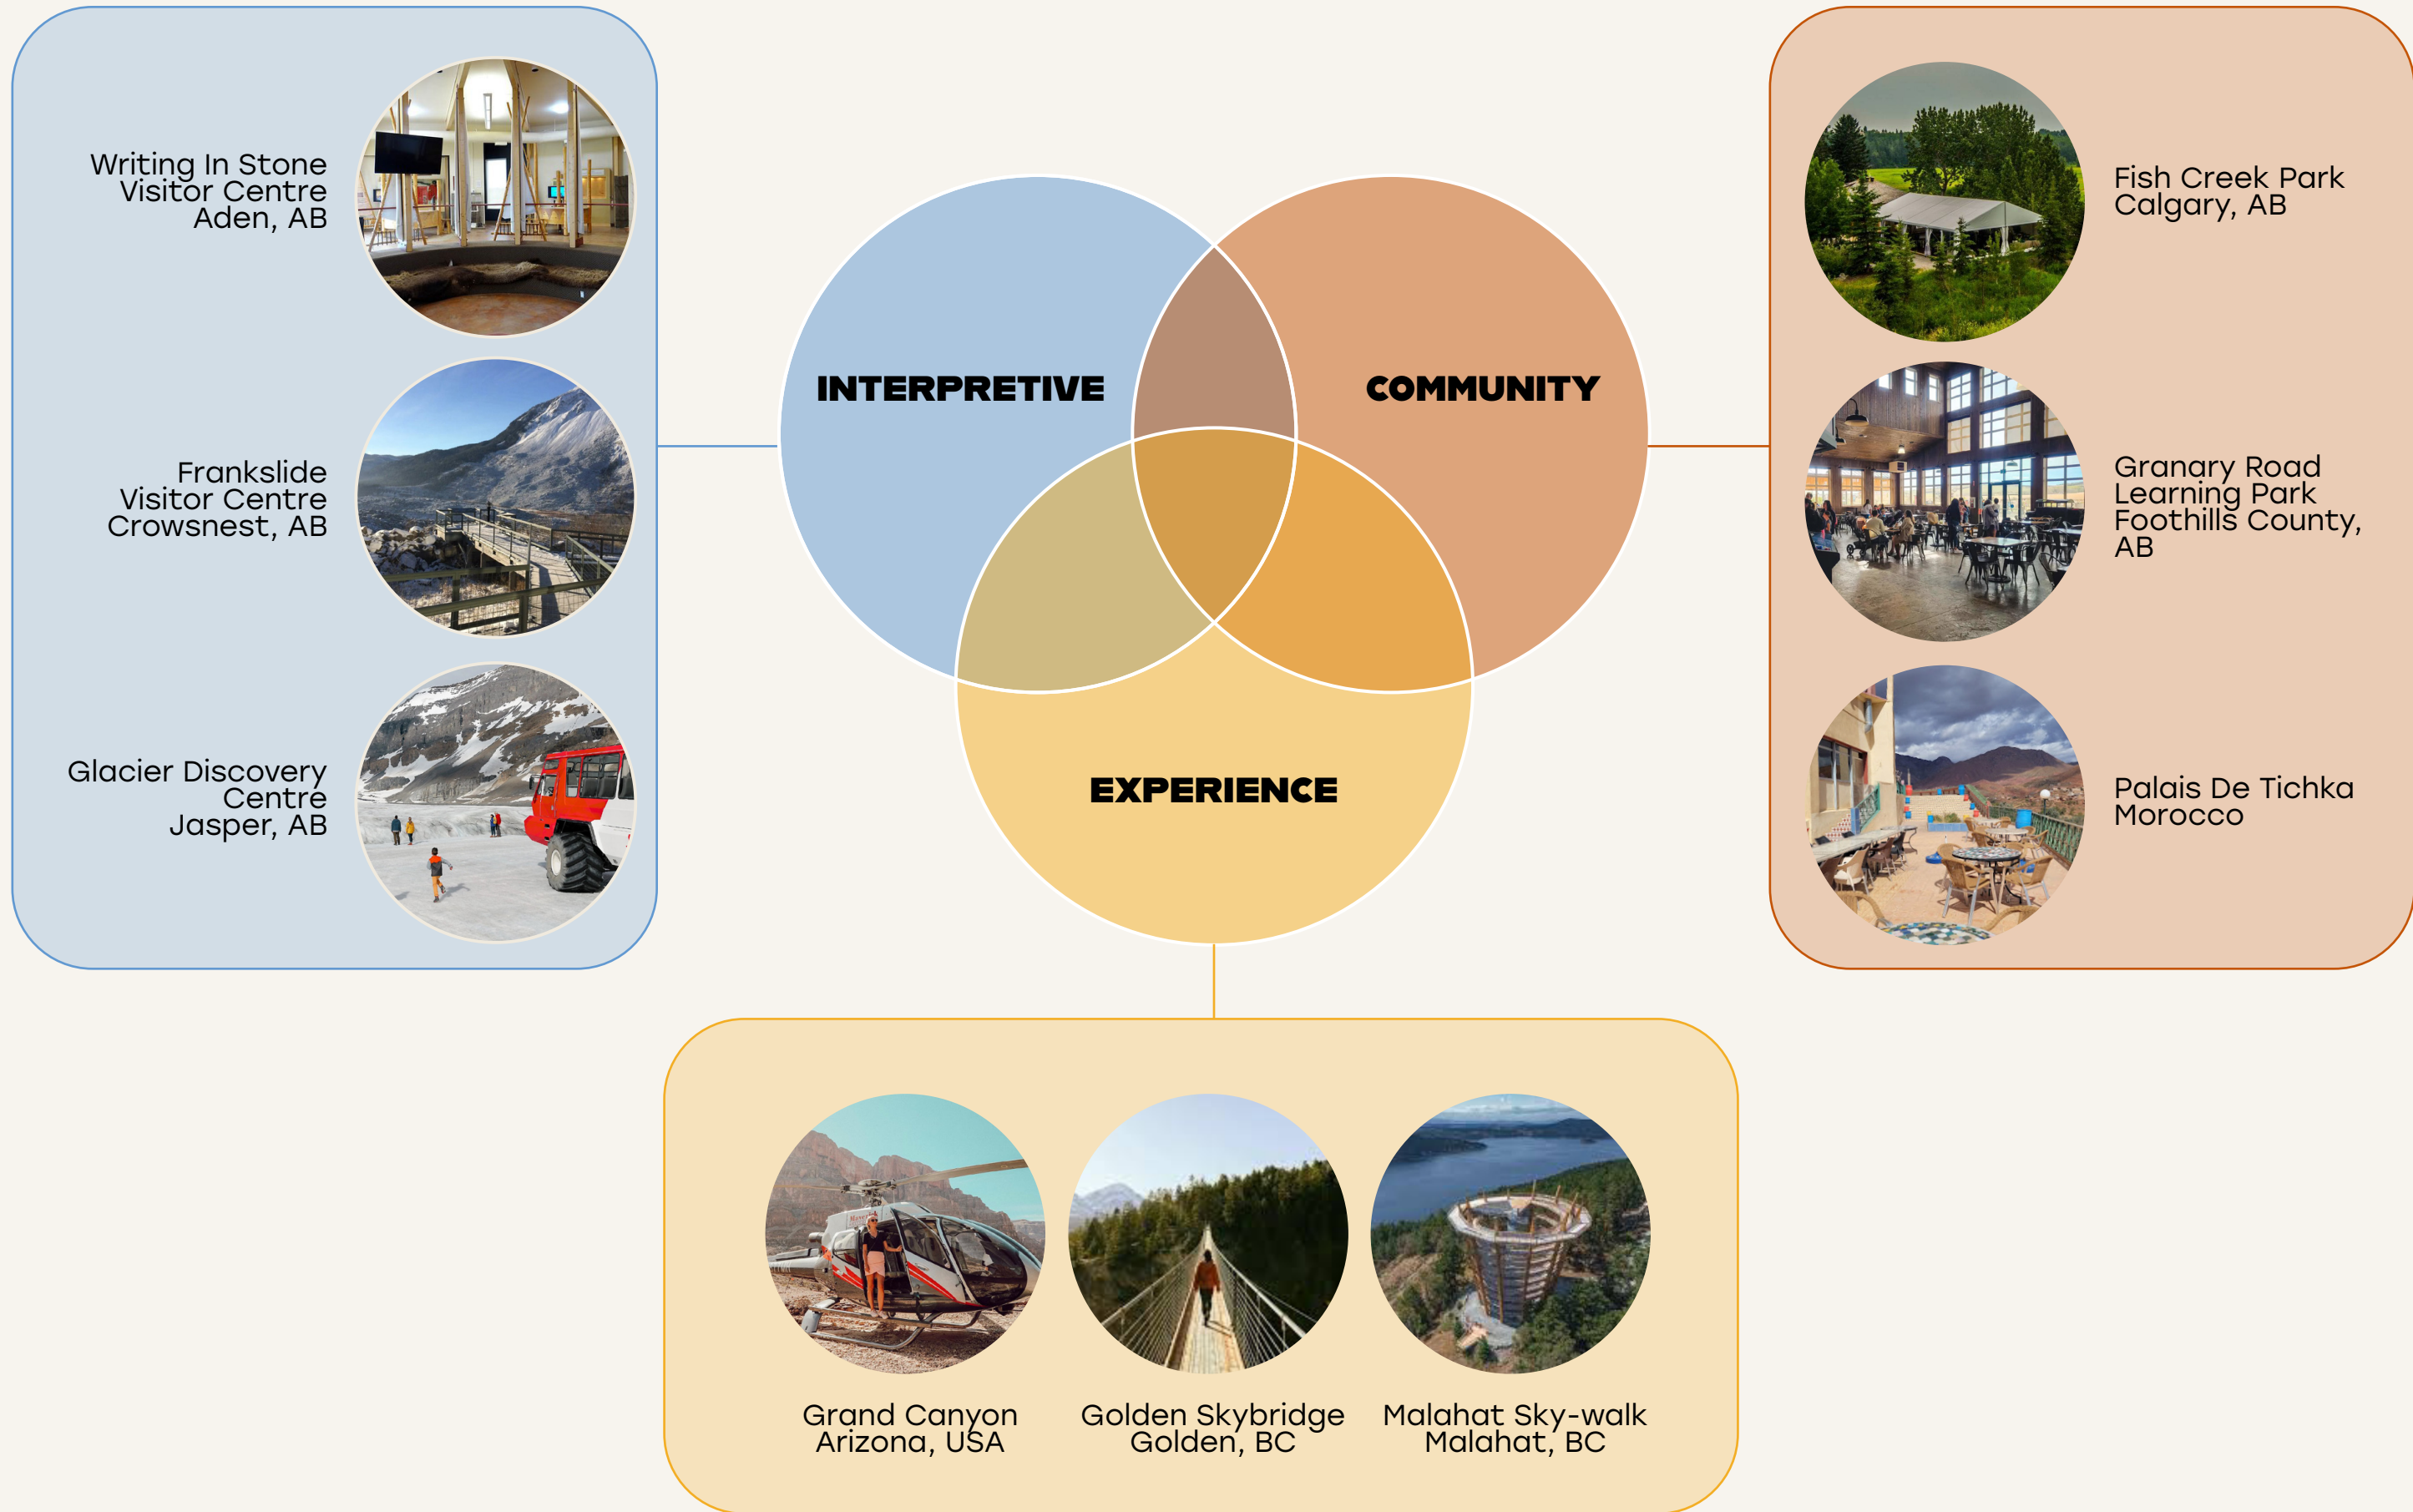 Writing In Stone
Visitor Centre
Aden, AB
Frankslide
Visitor Centre
Crowsnest, AB
Glacier Discovery
Centre
Jasper, AB
INTERPRETIVE
COMMUNITY
EXPERIENCE
Fish Creek Park
Calgary, AB
Granary Road
Learning Park
Foothills County,
AB
Palais De Tichka
Morocco
Grand Canyon
Arizona, USA
Golden Skybridge
Golden, BC
Malahat Sky-walk
Malahat, BC